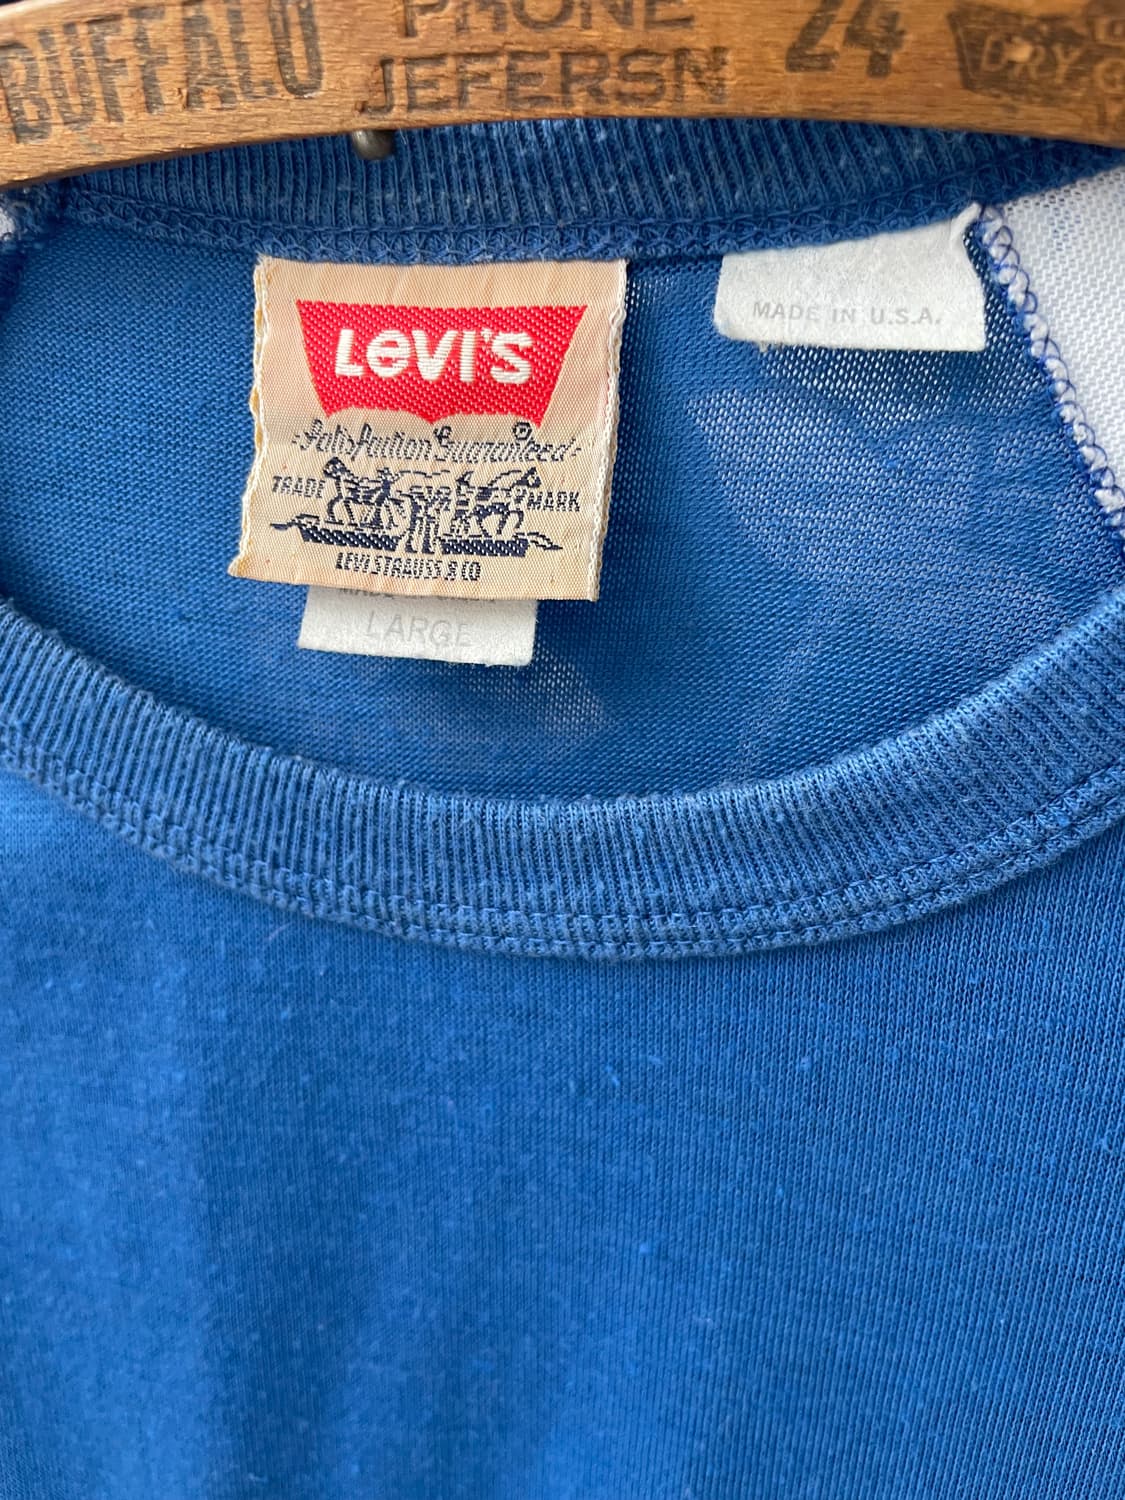 BUFFALO
PHONE
JEFERSN
24
DRY
MADE IN U.S.A.
LEVI'S
-Satisfaction Guaranteed-
®
TRADE MARK
LEVI STRAUSS & CO
LARGE